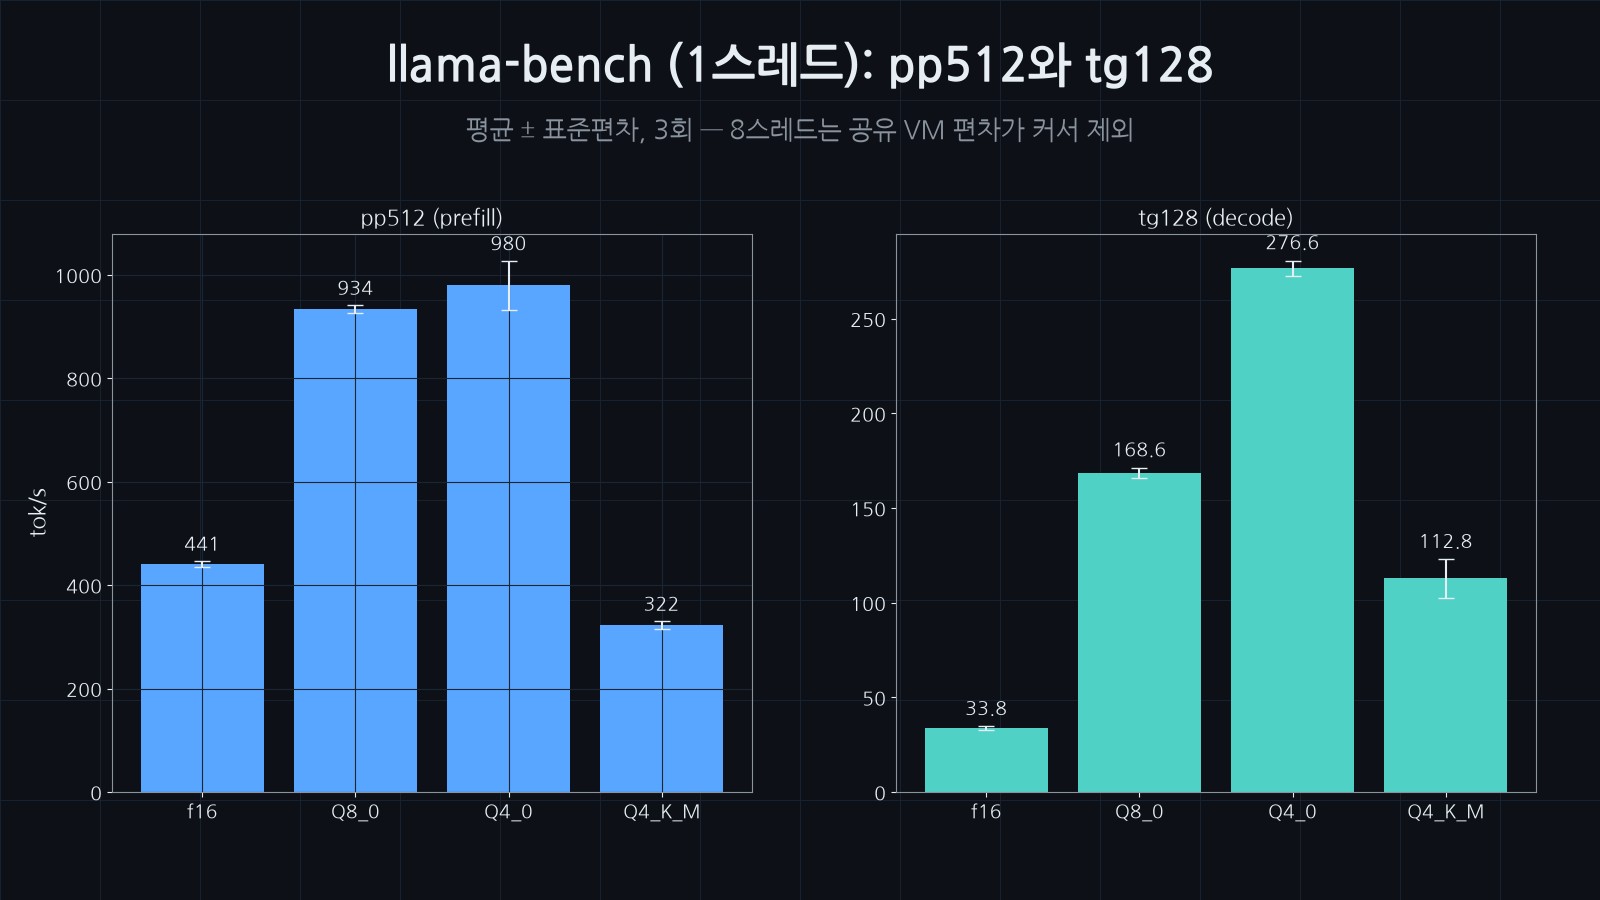 llama-bench (1스레드): pp512와 tg128
평균 ± 표준편차, 3회 — 8스레드는 공유 VM 편차가 커서 제외
pp512 (prefill)
tok/s
1000
800
600
400
200
0
441
934
980
322
f16 Q8_0 Q4_0 Q4_K_M
tg128 (decode)
250
200
150
100
50
0
33.8
168.6
276.6
112.8
f16 Q8_0 Q4_0 Q4_K_M